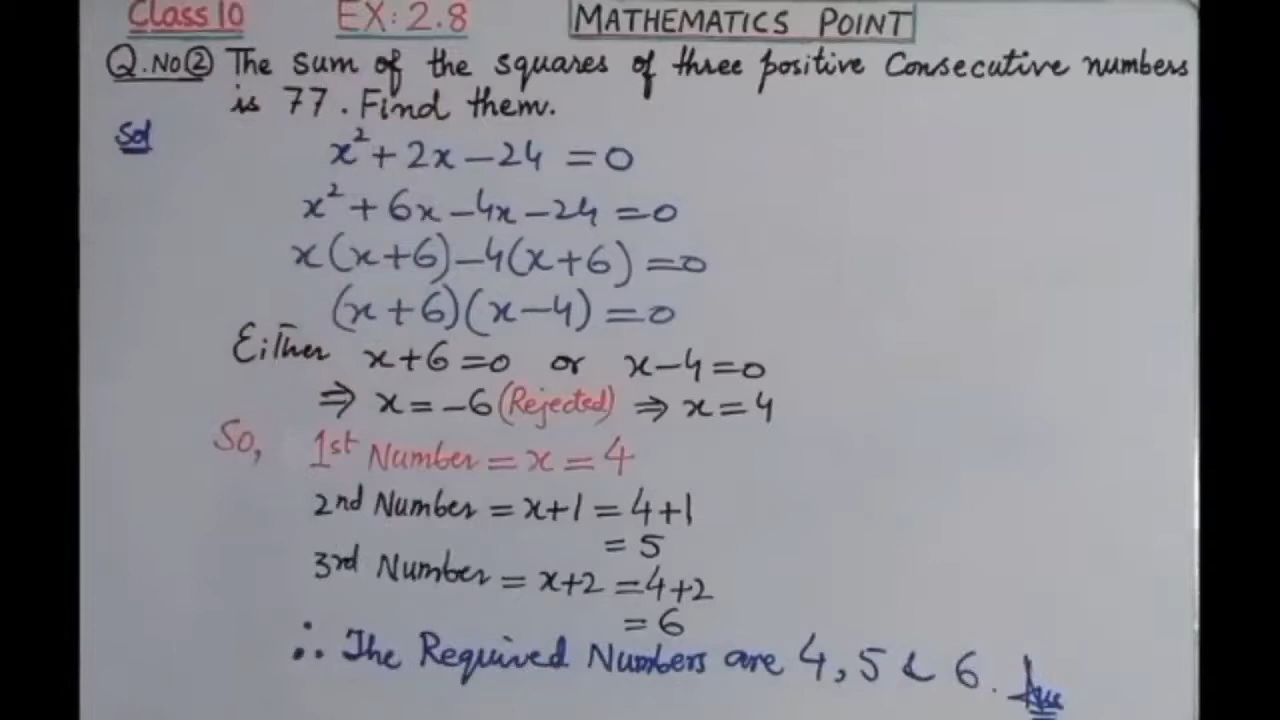 Class 10 EX: 2.8 MATHEMATICS POINT
Q.No② The sum of the squares of three positive Consecutive numbers
is 77. Find them.
Sol
x² + 2x - 24 = 0
x² + 6x - 4x - 24 = 0
x(x+6) - 4(x+6) = 0
(x+6)(x-4) = 0
Either x+6=0 or x-4=0
⇒ x = -6 (Rejected) ⇒ x = 4
So, 1st Number = x = 4
2nd Number = x+1 = 4+1
= 5
3rd Number = x+2 = 4+2
= 6
∴ The Required Numbers are 4, 5 & 6. Ans